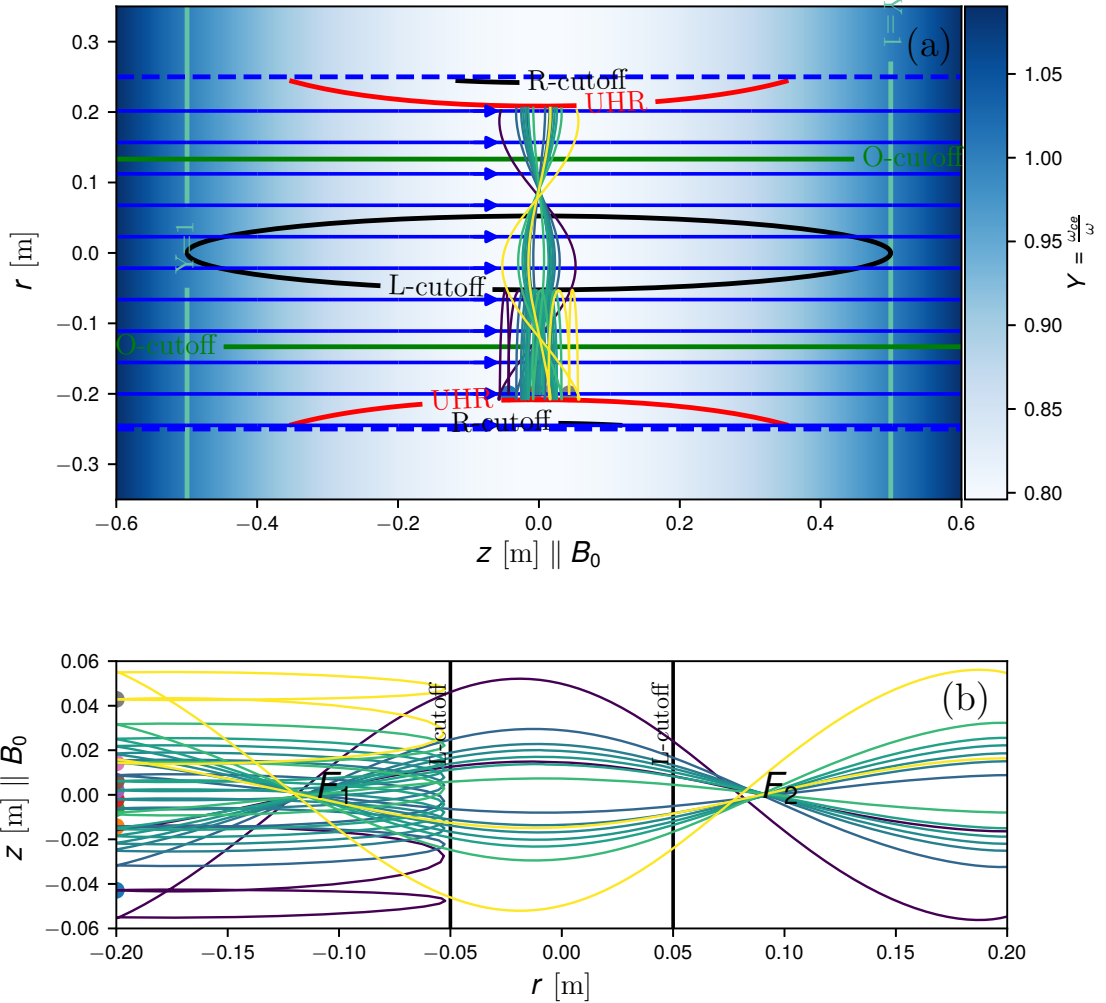 (a)
Y=1
R-cutoff
UHR
O-cutoff
Y=1
L-cutoff
O-cutoff
UHR
R-cutoff
0.3
0.2
0.1
0.0
−0.1
−0.2
−0.3
r [m]
−0.6
−0.4
−0.2
0.0
0.2
0.4
0.6
z [m] ∥ B₀
1.05
1.00
0.95
0.90
0.85
0.80
Y = ω_ce/ω
(b)
L-cutoff
L-cutoff
F₁
F₂
0.06
0.04
0.02
0.00
−0.02
−0.04
−0.06
z [m] ∥ B₀
−0.20
−0.15
−0.10
−0.05
0.00
0.05
0.10
0.15
0.20
r [m]